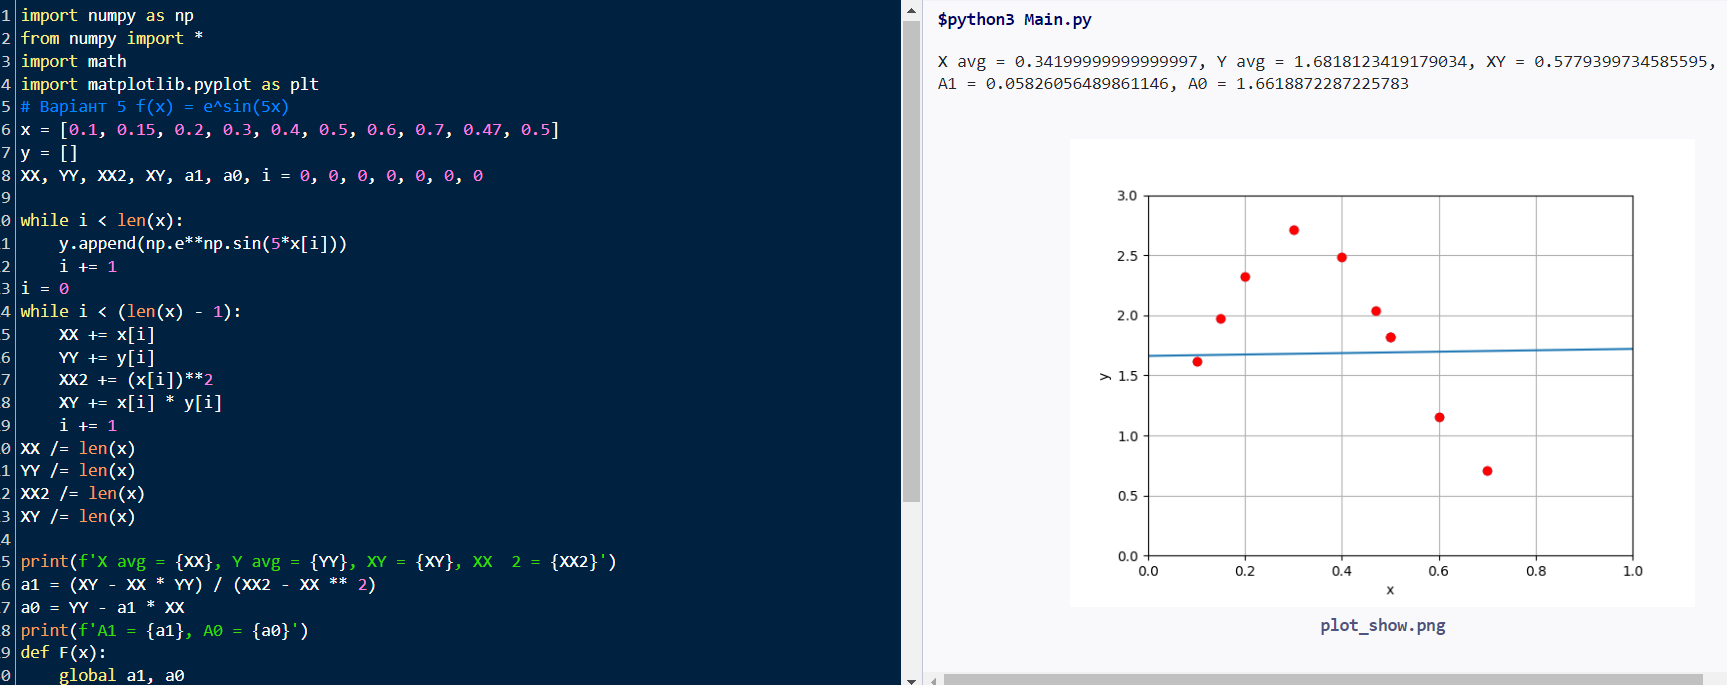 1 import numpy as np
2 from numpy import *
3 import math
4 import matplotlib.pyplot as plt
5 # Варіант 5 f(x) = e^sin(5x)
6 x = [0.1, 0.15, 0.2, 0.3, 0.4, 0.5, 0.6, 0.7, 0.47, 0.5]
7 y = []
8 XX, YY, XX2, XY, a1, a0, i = 0, 0, 0, 0, 0, 0, 0
9
0 while i < len(x):
1     y.append(np.e**np.sin(5*x[i]))
2     i += 1
3 i = 0
4 while i < (len(x) - 1):
5     XX += x[i]
6     YY += y[i]
7     XX2 += (x[i])**2
8     XY += x[i] * y[i]
9     i += 1
0 XX /= len(x)
1 YY /= len(x)
2 XX2 /= len(x)
3 XY /= len(x)
4
5 print(f'X avg = {XX}, Y avg = {YY}, XY = {XY}, XX  2 = {XX2}')
6 a1 = (XY - XX * YY) / (XX2 - XX ** 2)
7 a0 = YY - a1 * XX
8 print(f'A1 = {a1}, A0 = {a0}')
9 def F(x):
0     global a1, a0
$python3 Main.py
X avg = 0.34199999999999997, Y avg = 1.6818123419179034, XY = 0.5779399734585595,
A1 = 0.05826056489861146, A0 = 1.6618872287225783
3.0
2.5
2.0
1.5
1.0
0.5
0.0
y
0.0 0.2 0.4 0.6 0.8 1.0
x
plot_show.png